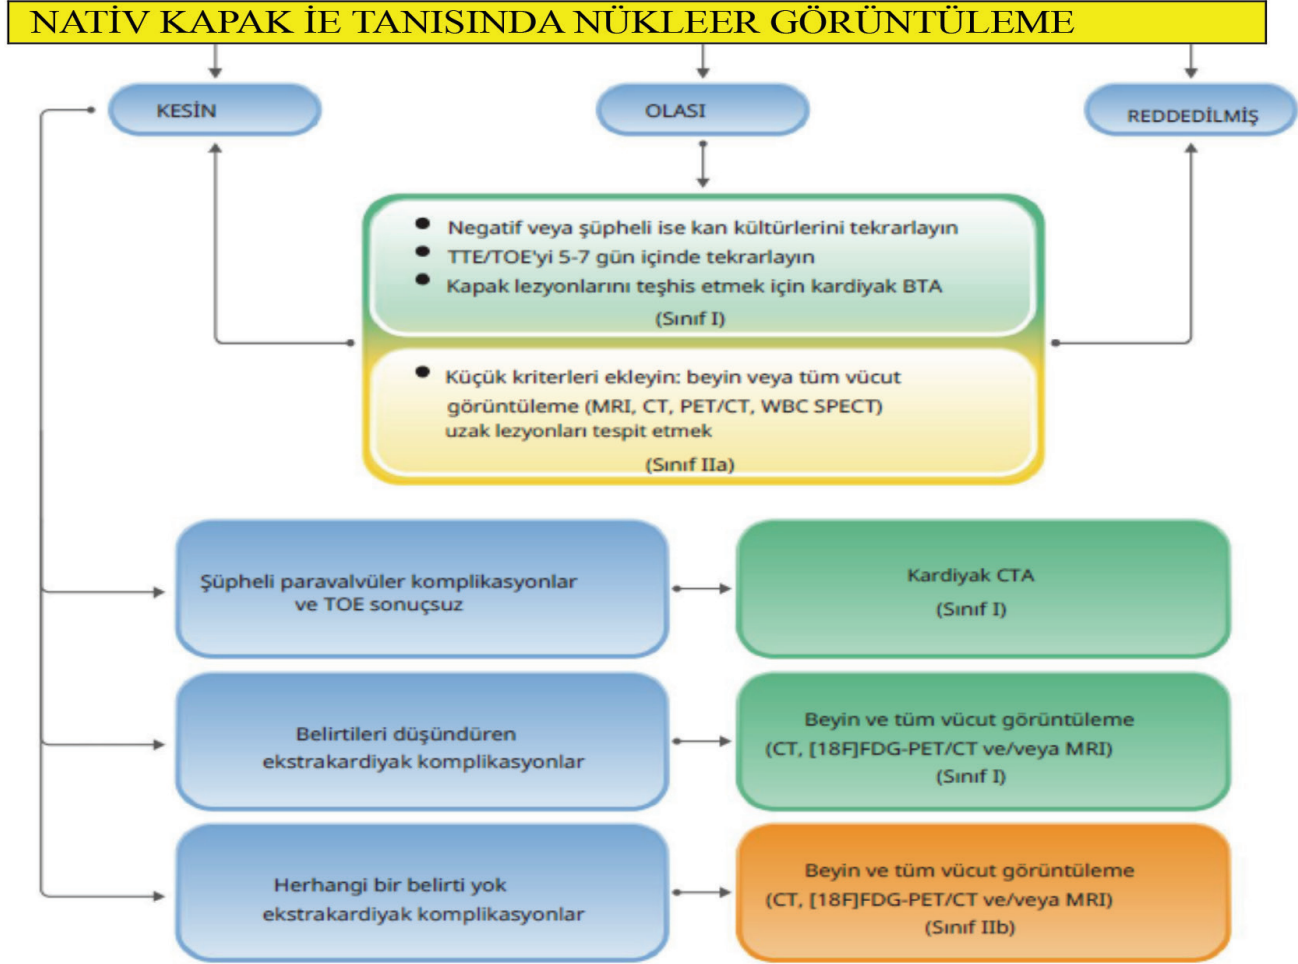 NATİV KAPAK İE TANISINDA NÜKLEER GÖRÜNTÜLEME
KESİN
OLASI
REDDEDİLMİŞ
● Negatif veya şüpheli ise kan kültürlerini tekrarlayın
● TTE/TOE'yi 5-7 gün içinde tekrarlayın
● Kapak lezyonlarını teşhis etmek için kardiyak BTA
(Sınıf I)
● Küçük kriterleri ekleyin: beyin veya tüm vücut
görüntüleme (MRI, CT, PET/CT, WBC SPECT)
uzak lezyonları tespit etmek
(Sınıf IIa)
Şüpheli paravalvüler komplikasyonlar
ve TOE sonuçsuz
Kardiyak CTA
(Sınıf I)
Belirtileri düşündüren
ekstrakardiyak komplikasyonlar
Beyin ve tüm vücut görüntüleme
(CT, [18F]FDG-PET/CT ve/veya MRI)
(Sınıf I)
Herhangi bir belirti yok
ekstrakardiyak komplikasyonlar
Beyin ve tüm vücut görüntüleme
(CT, [18F]FDG-PET/CT ve/veya MRI)
(Sınıf IIb)